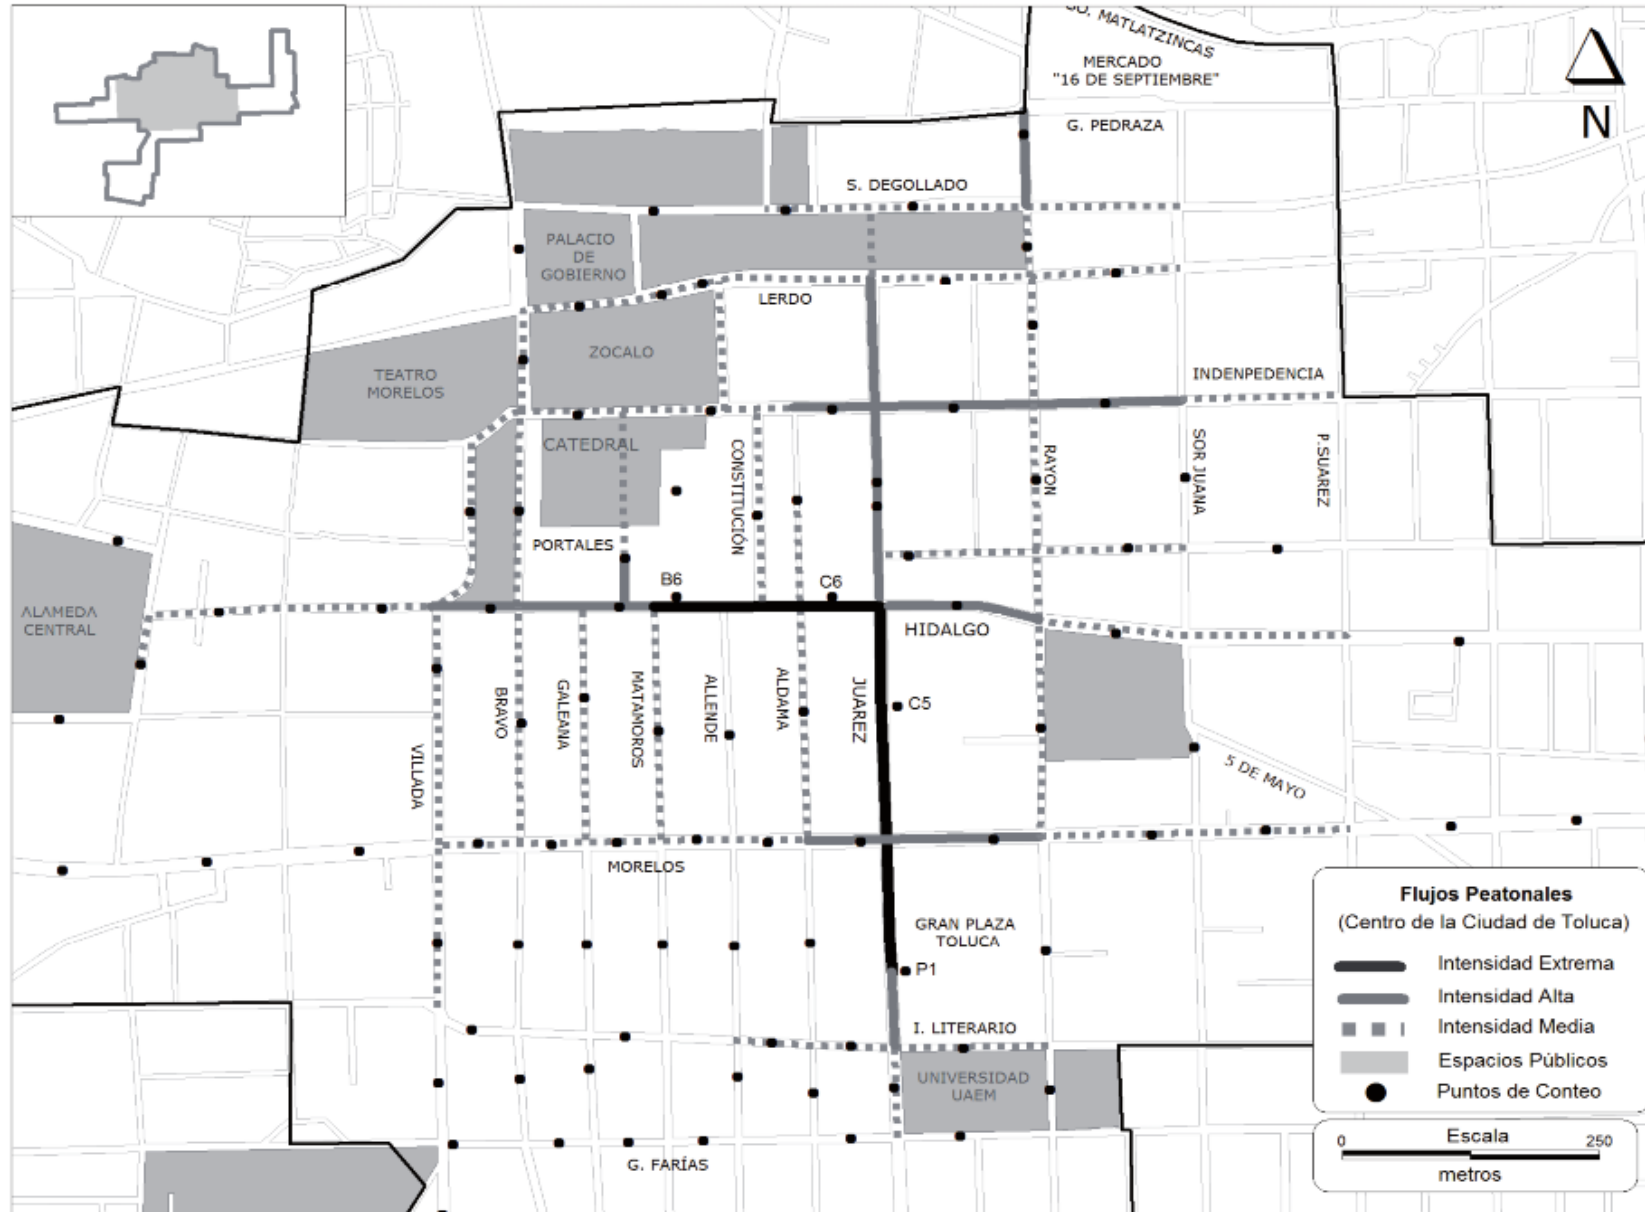 GO. MATLATZINCAS
MERCADO
"16 DE SEPTIEMBRE"
N
G. PEDRAZA
S. DEGOLLADO
PALACIO
DE
GOBIERNO
LERDO
ZOCALO
TEATRO
MORELOS
INDENPEDENCIA
CATEDRAL
CONSTITUCIÓN
RAYON
SOR JUANA
P.SUAREZ
PORTALES
B6
C6
ALAMEDA
CENTRAL
HIDALGO
VILLADA
BRAVO
GALEANA
MATAMOROS
ALLENDE
ALDAMA
JUAREZ
C5
5 DE MAYO
MORELOS
GRAN PLAZA
TOLUCA
P1
I. LITERARIO
UNIVERSIDAD
UAEM
G. FARÍAS
Flujos Peatonales
(Centro de la Ciudad de Toluca)
Intensidad Extrema
Intensidad Alta
Intensidad Media
Espacios Públicos
Puntos de Conteo
0 Escala 250
metros